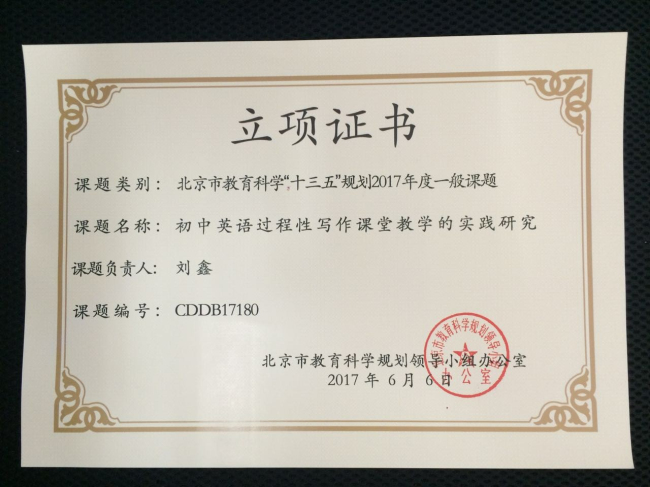 立项证书
课题类别：北京市教育科学“十三五”规划2017年度一般课题
课题名称：初中英语过程性写作课堂教学的实践研究
课题负责人：刘鑫
课题编号：CDDB17180
北京市教育科学规划领导小组办公室
2017年6月6日